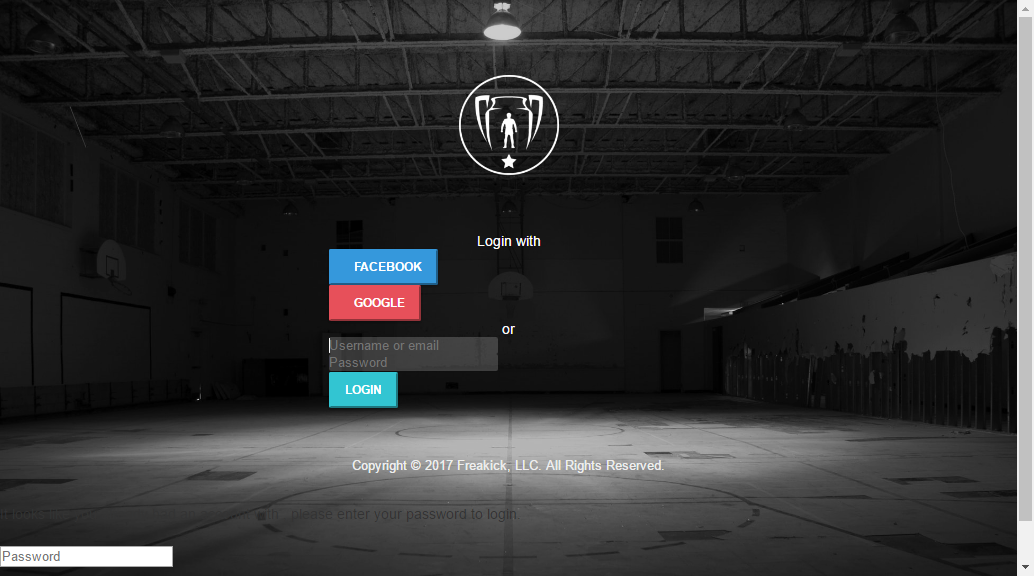 Login with
FACEBOOK
GOOGLE
or
Username or email
Password
LOGIN
Copyright © 2017 Freakick, LLC. All Rights Reserved.
please enter your password to login.
Password